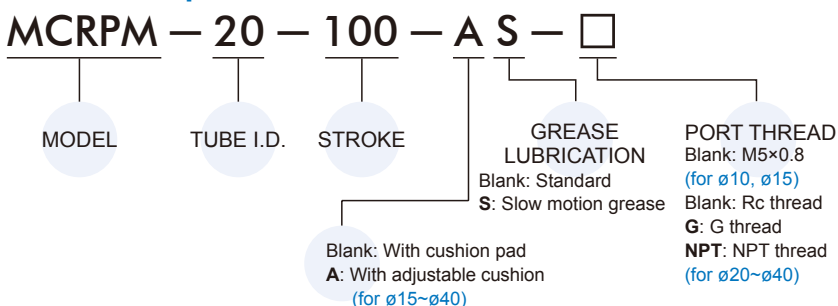 MCRPM – 20 – 100 – A S – □
MODEL
TUBE I.D.
STROKE
Blank: With cushion pad
A: With adjustable cushion
(for ø15~ø40)
GREASE
LUBRICATION
Blank: Standard
S: Slow motion grease
PORT THREAD
Blank: M5×0.8
(for ø10, ø15)
Blank: Rc thread
G: G thread
NPT: NPT thread
(for ø20~ø40)